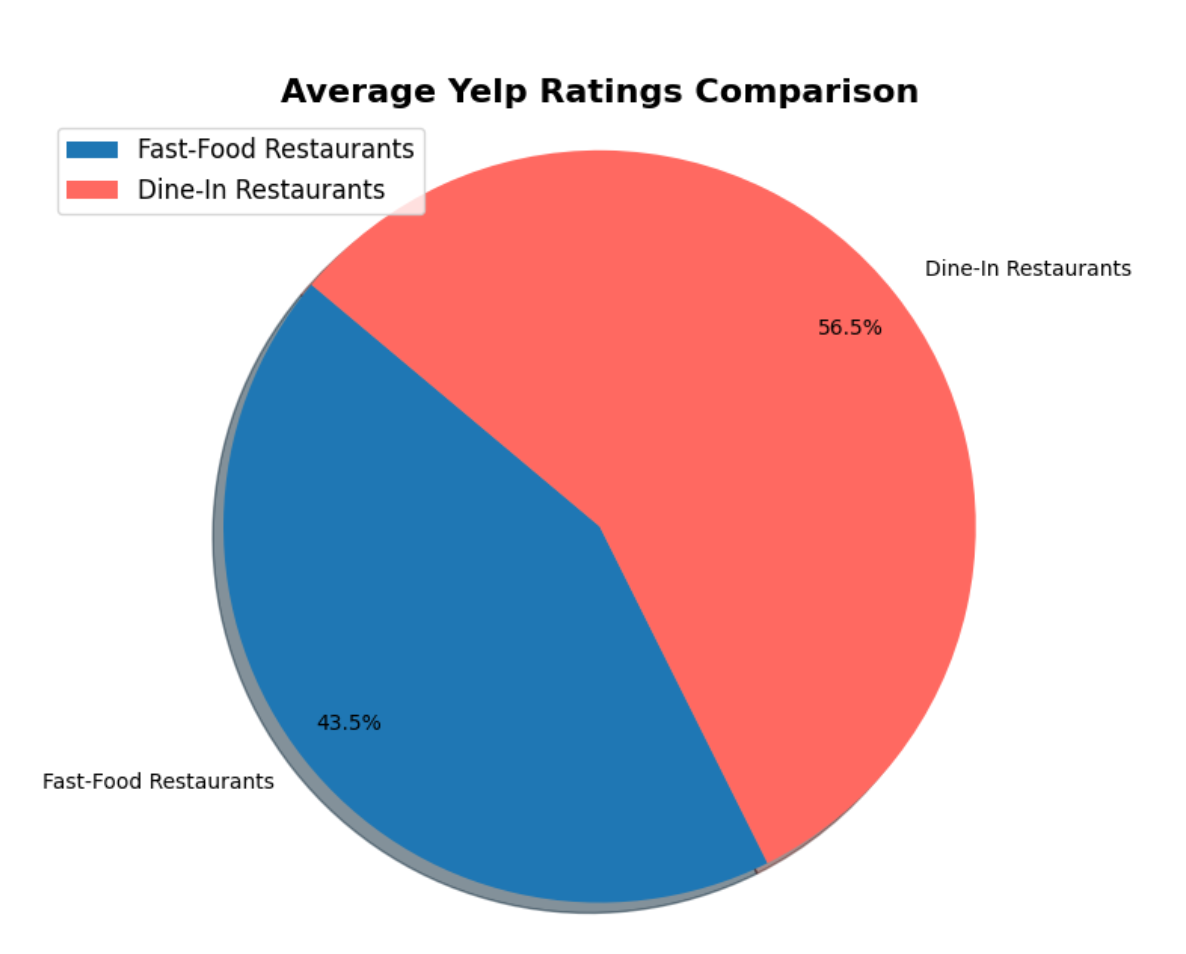 Average Yelp Ratings Comparison
Fast-Food Restaurants
Dine-In Restaurants
Dine-In Restaurants
56.5%
43.5%
Fast-Food Restaurants